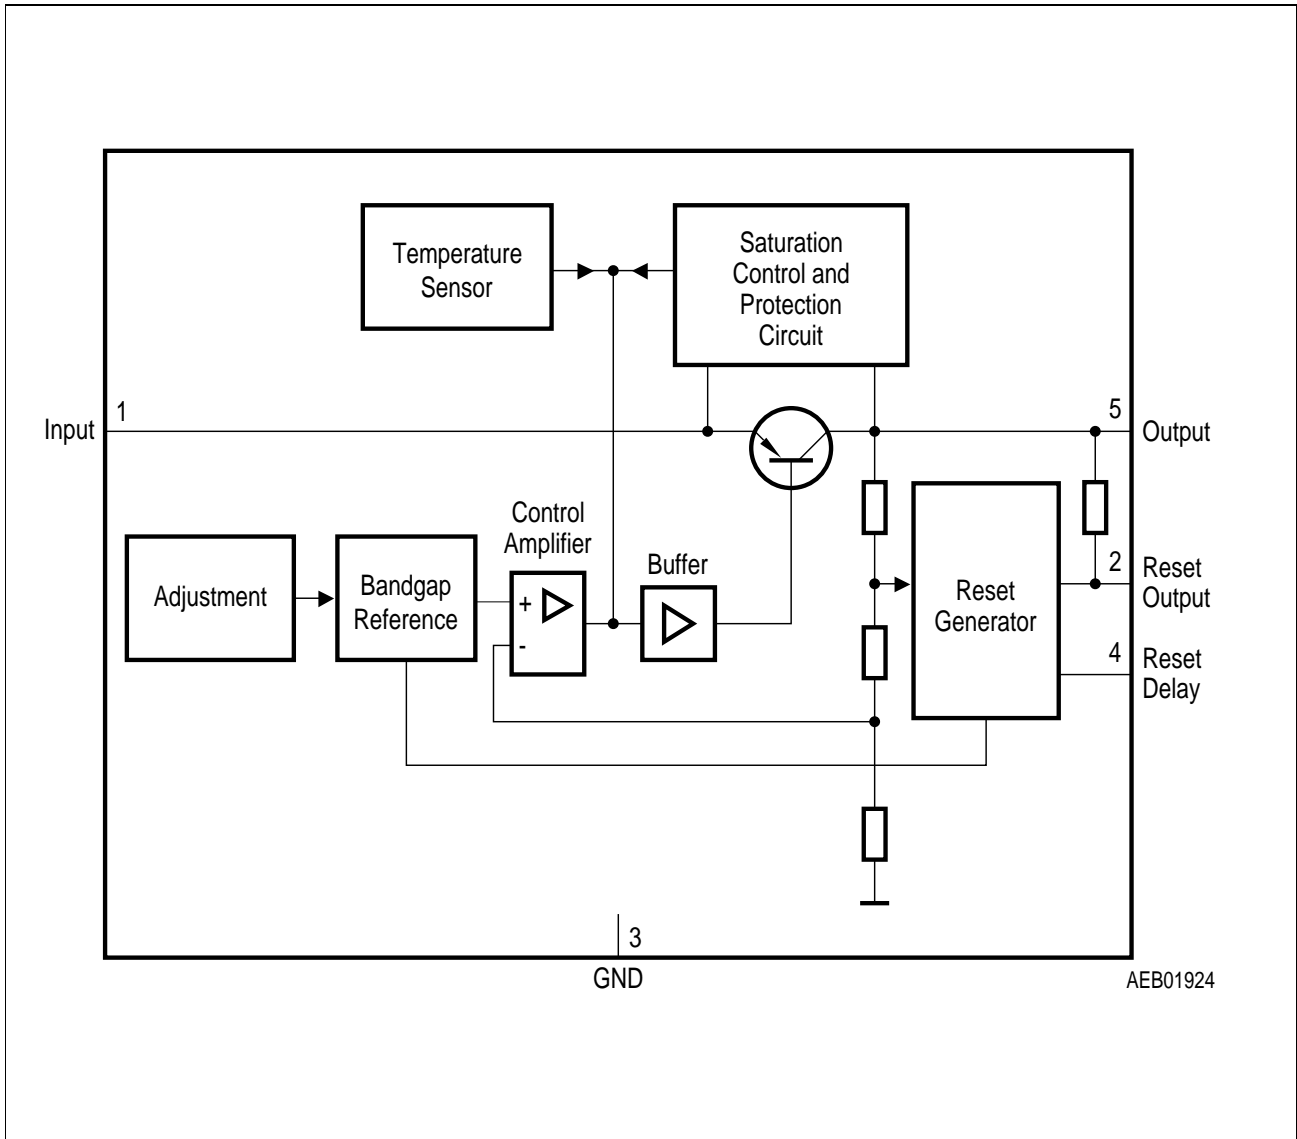 Temperature
Sensor
Saturation
Control and
Protection
Circuit
1
5
Input
Output
Control
Amplifier
Buffer
Adjustment
Bandgap
Reference
+
-
Reset
Generator
2
Reset
Output
4
Reset
Delay
3
GND
AEB01924